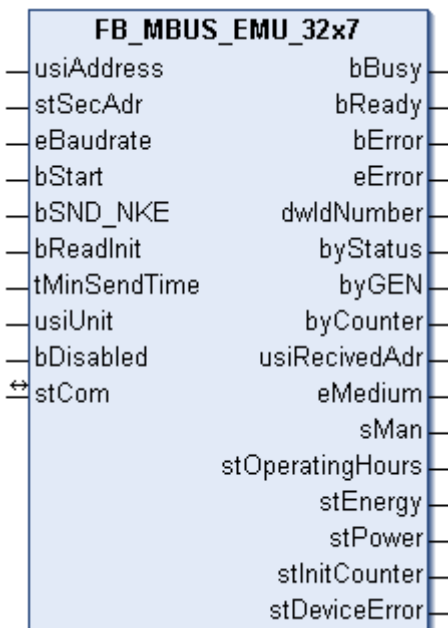 FB_MBUS_EMU_32x7
usiAddress bBusy
stSecAdr bReady
eBaudrate bError
bStart eError
bSND_NKE dwIdNumber
bReadInit byStatus
tMinSendTime byGEN
usiUnit byCounter
bDisabled usiRecivedAdr
stCom eMedium
sMan
stOperatingHours
stEnergy
stPower
stInitCounter
stDeviceError